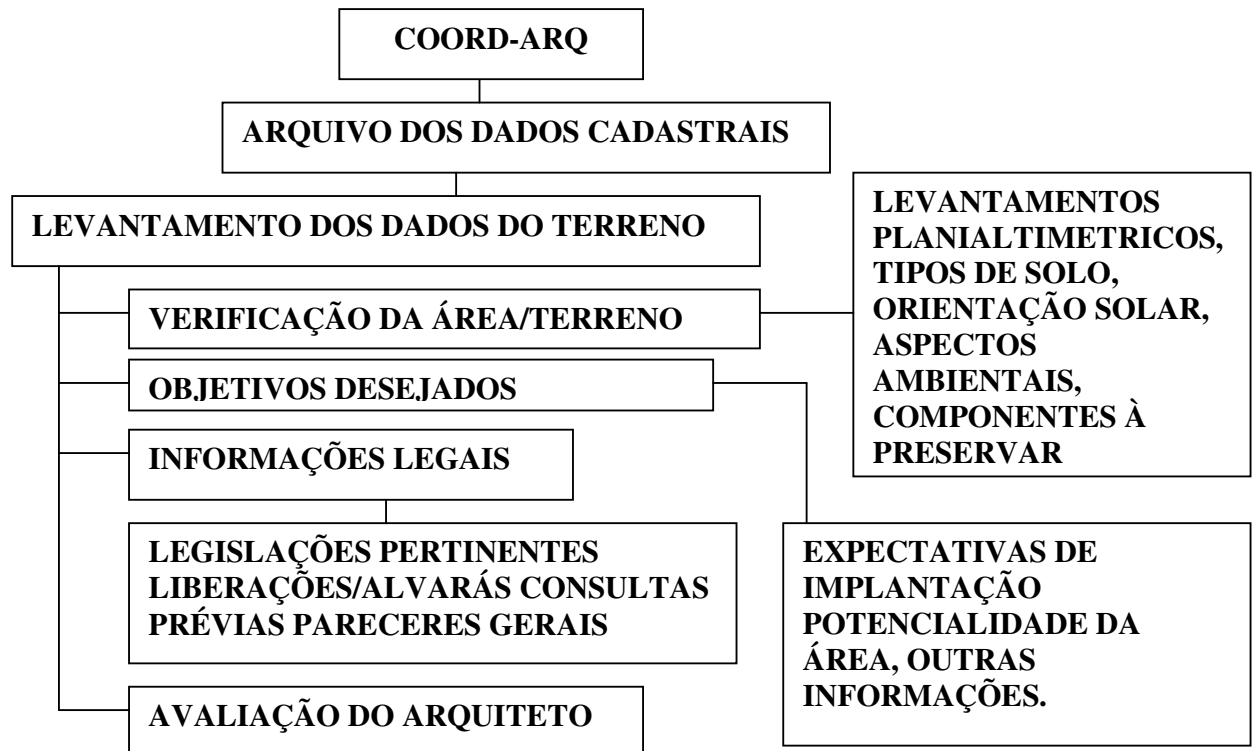 COORD-ARQ
ARQUIVO DOS DADOS CADASTRAIS
LEVANTAMENTO DOS DADOS DO TERRENO
VERIFICAÇÃO DA ÁREA/TERRENO
LEVANTAMENTOS
PLANIALTIMETRICOS,
TIPOS DE SOLO,
ORIENTAÇÃO SOLAR,
ASPECTOS
AMBIENTAIS,
COMPONENTES À
PRESERVAR
OBJETIVOS DESEJADOS
EXPECTATIVAS DE
IMPLANTAÇÃO
POTENCIALIDADE DA
ÁREA, OUTRAS
INFORMAÇÕES.
INFORMAÇÕES LEGAIS
LEGISLAÇÕES PERTINENTES
LIBERAÇÕES/ALVARÁS CONSULTAS
PRÉVIAS PARECERES GERAIS
AVALIAÇÃO DO ARQUITETO